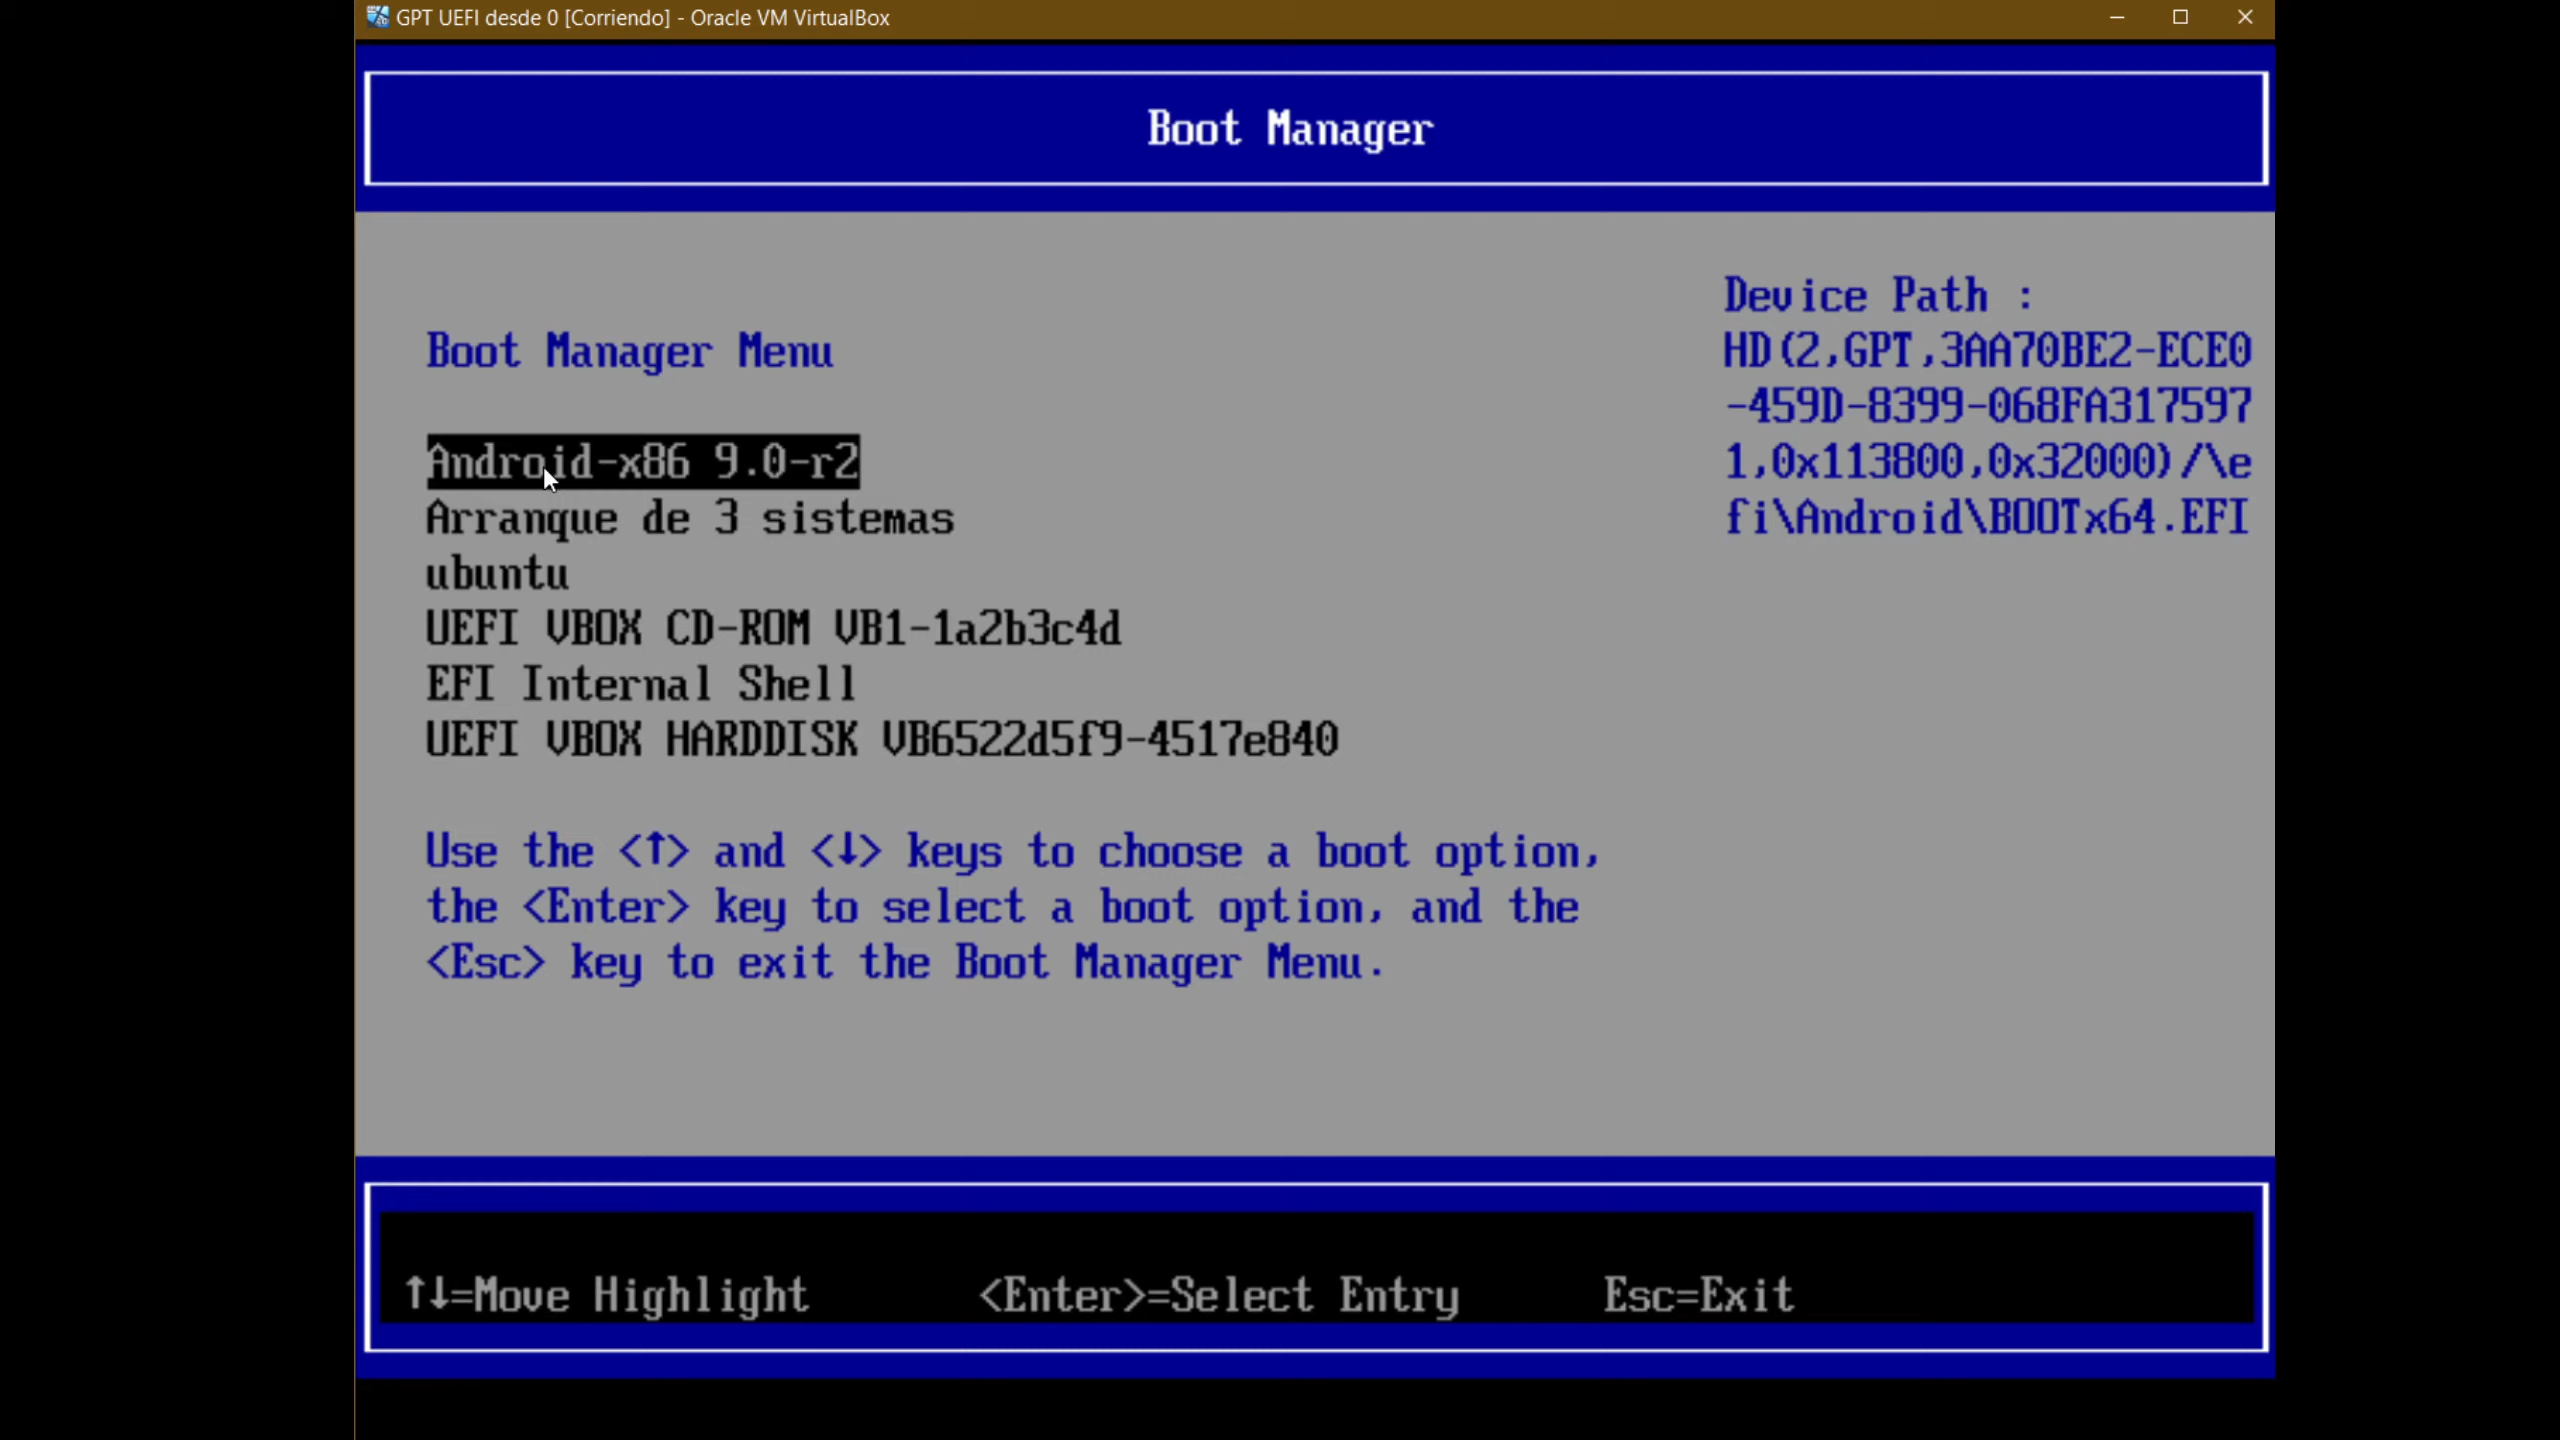 GPT UEFI desde 0 [Corriendo] - Oracle VM VirtualBox
Boot Manager
Boot Manager Menu
Android-x86 9.0-r2
Arranque de 3 sistemas
ubuntu
UEFI VBOX CD-ROM VB1-1a2b3c4d
EFI Internal Shell
UEFI VBOX HARDDISK VB6522d5f9-4517e840
Use the <↑> and <↓> keys to choose a boot option,
the <Enter> key to select a boot option, and the
<Esc> key to exit the Boot Manager Menu.
Device Path :
HD(2,GPT,3AA70BE2-ECE0
-459D-8399-068FA317597
1,0x113800,0x32000)/\e
fi\Android\BOOTx64.EFI
↑↓=Move Highlight <Enter>=Select Entry Esc=Exit